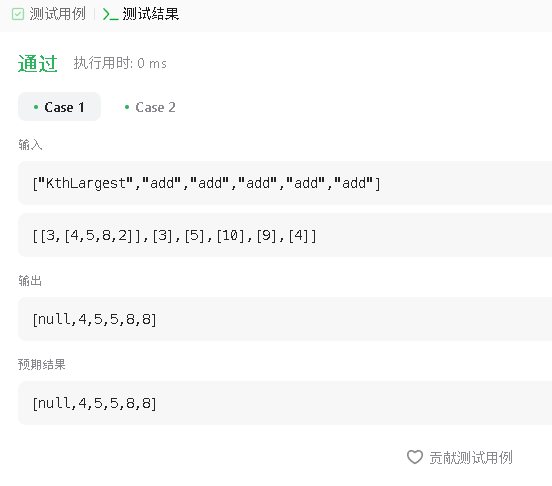 测试用例 测试结果
通过 执行用时: 0 ms
Case 1 Case 2
输入
["KthLargest","add","add","add","add","add"]
[[3,[4,5,8,2]],[3],[5],[10],[9],[4]]
输出
[null,4,5,5,8,8]
预期结果
[null,4,5,5,8,8]
贡献测试用例